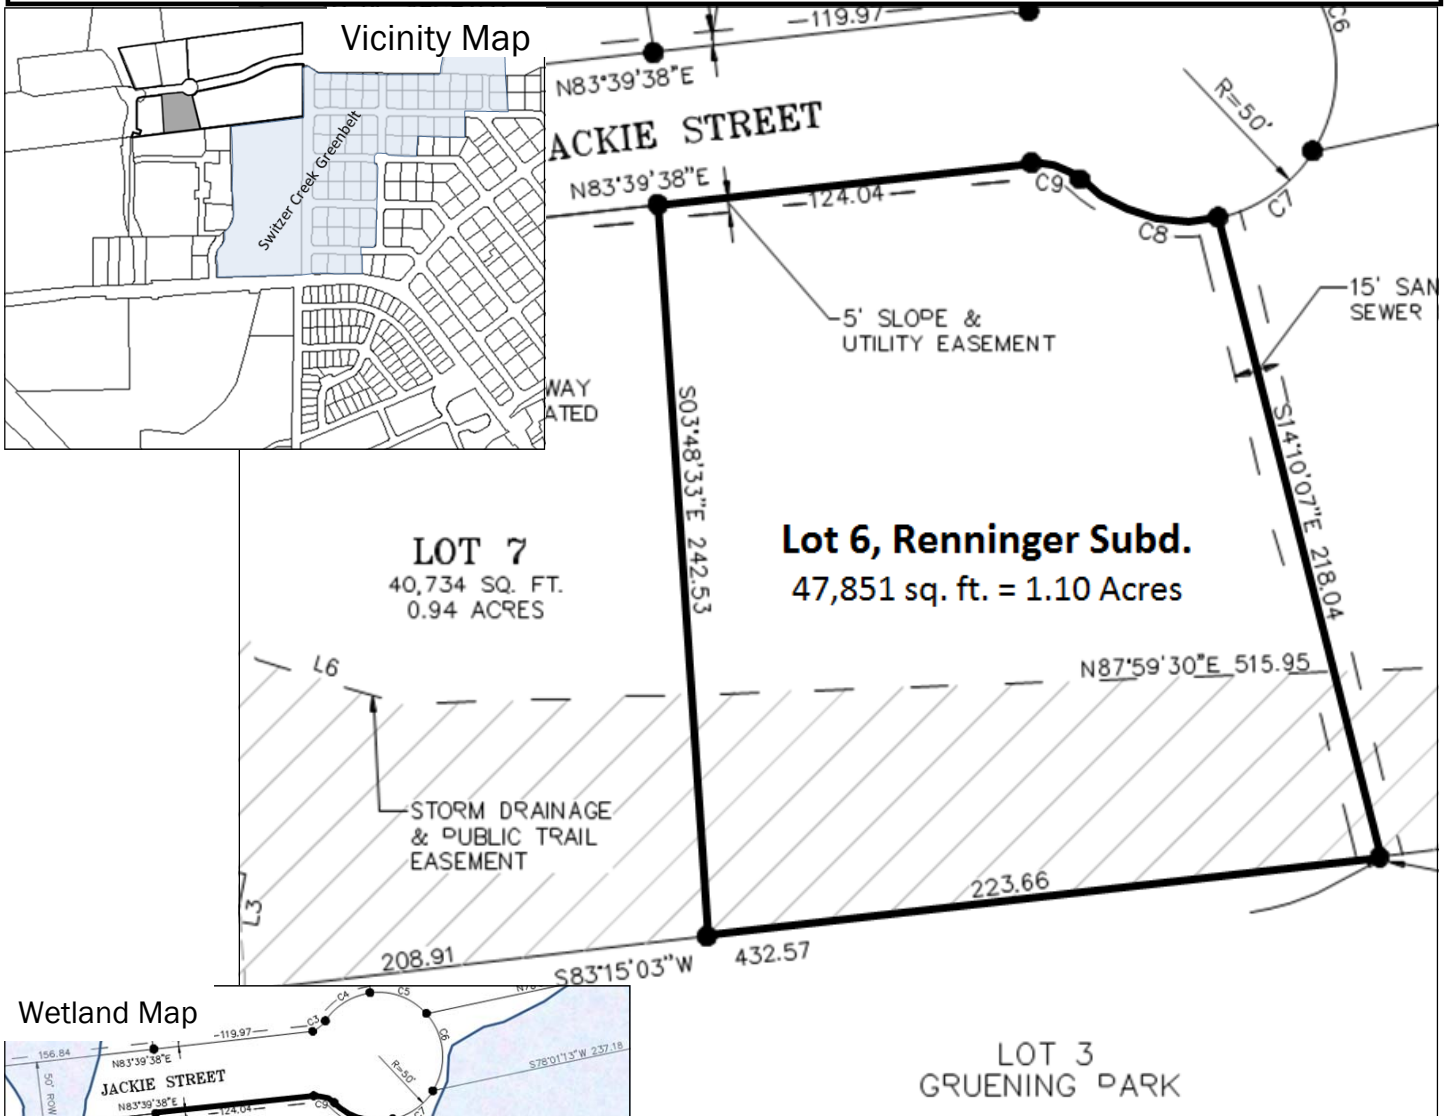 Vicinity Map
Switzer Creek Greenbelt
119.97
N83°39'38"E
ACKIE STREET
N83°39'38"E
124.04
C9
C8
C7
C6
R=50'
5' SLOPE &
UTILITY EASEMENT
15' SAN
SEWER
WAY
ATED
S03°48'33"E 242.53
S14°10'07"E 218.04
Lot 6, Renninger Subd.
47,851 sq. ft. = 1.10 Acres
LOT 7
40,734 SQ. FT.
0.94 ACRES
L6
N87°59'30"E 515.95
STORM DRAINAGE
& PUBLIC TRAIL
EASEMENT
L3
223.66
208.91
S83°15'03"W 432.57
LOT 3
GRUENING PARK
Wetland Map
C4
C5
C3
119.97
C6
156.84
N83°39'38"E
S78°01'13"W 237.18
R=50'
50' ROW
JACKIE STREET
N83°39'38"E
124.04
C9
C7